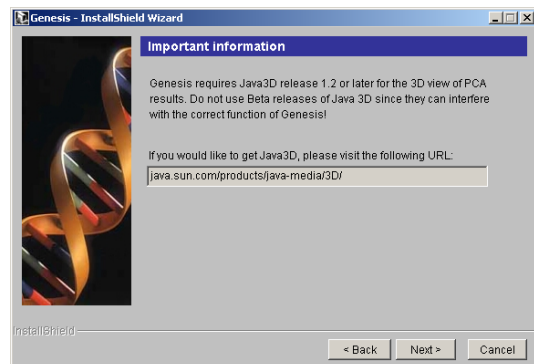 Genesis - InstallShield Wizard
Important information
Genesis requires Java3D release 1.2 or later for the 3D view of PCA
results. Do not use Beta releases of Java 3D since they can interfere
with the correct function of Genesis!
If you would like to get Java3D, please visit the following URL:
java.sun.com/products/java-media/3D/
InstallShield
< Back
Next >
Cancel